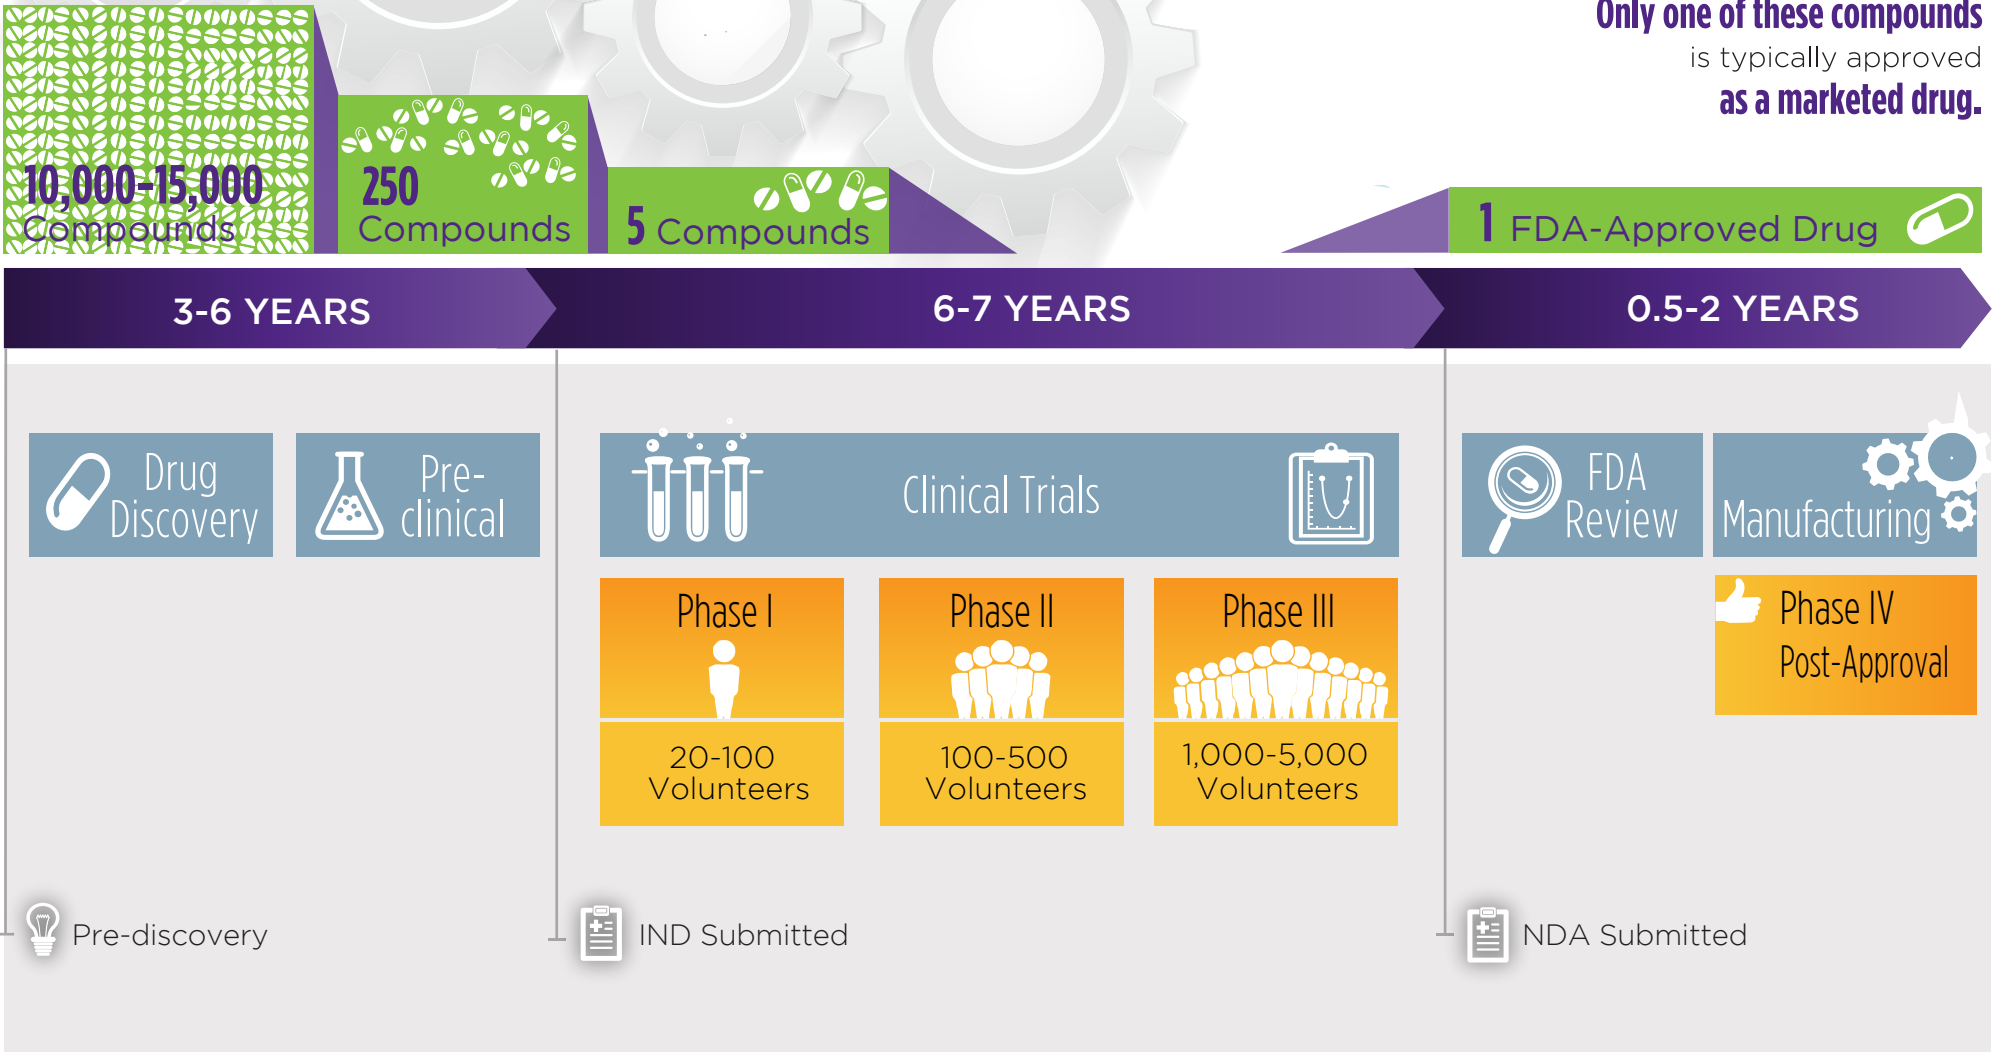 Only one of these compounds
is typically approved
as a marketed drug.
10,000-15,000
Compounds
250
Compounds
5 Compounds
1 FDA-Approved Drug
3-6 YEARS
6-7 YEARS
0.5-2 YEARS
Drug
Discovery
Pre-
clinical
Clinical Trials
FDA
Review
Manufacturing
Phase I
Phase II
Phase III
Phase IV
Post-Approval
20-100
Volunteers
100-500
Volunteers
1,000-5,000
Volunteers
Pre-discovery
IND Submitted
NDA Submitted